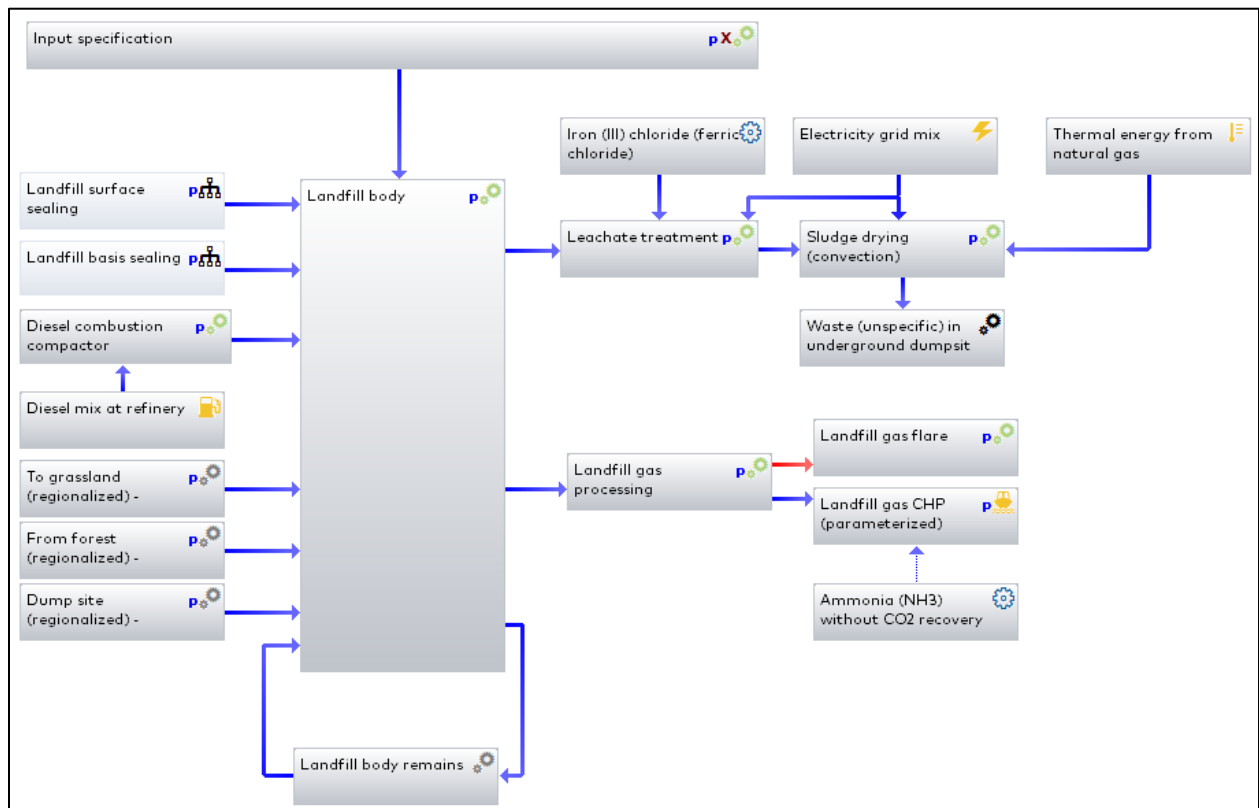 Input specification
p X
Iron (III) chloride (ferric
chloride)
Electricity grid mix
Thermal energy from
natural gas
Landfill surface
sealing
p
Landfill body
p
Leachate treatment p
Sludge drying
(convection)
p
Landfill basis sealing p
Diesel combustion
compactor
p
Waste (unspecific) in
underground dumpsit
Diesel mix at refinery
Landfill gas flare
p
To grassland
(regionalized) -
p
Landfill gas
processing
p
Landfill gas CHP
(parameterized)
p
From forest
(regionalized) -
p
Dump site
(regionalized) -
p
Ammonia (NH3)
without CO2 recovery
Landfill body remains